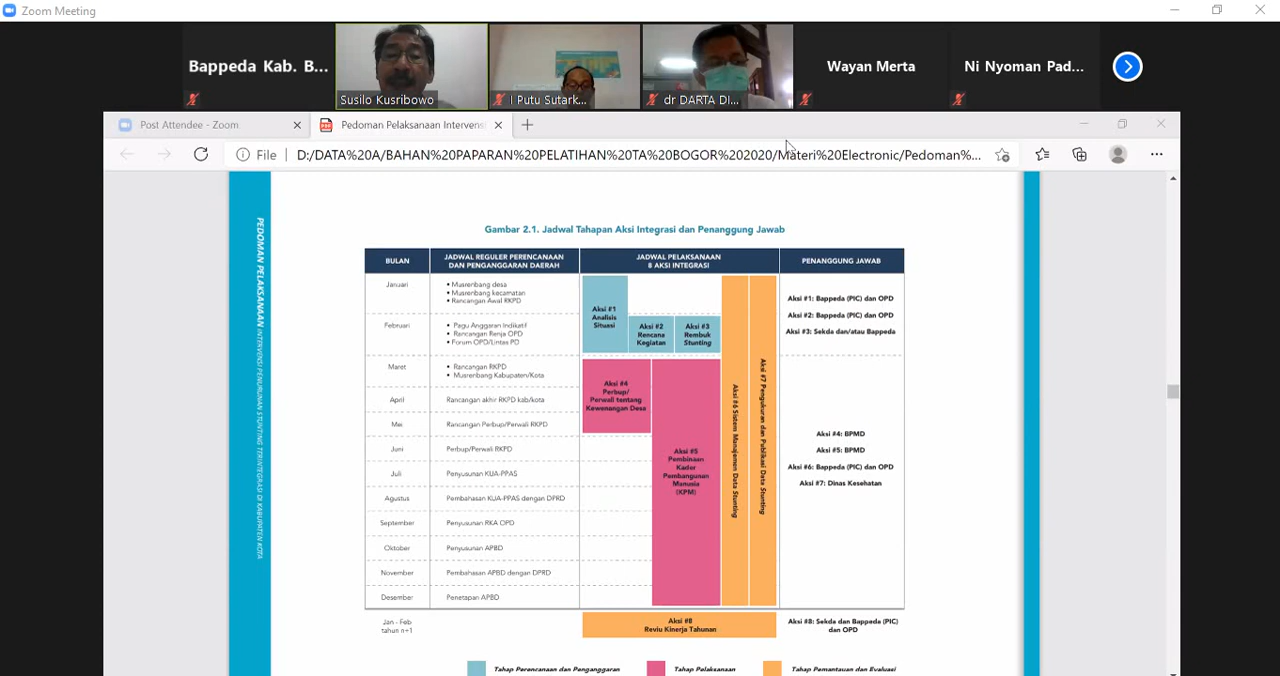 Zoom Meeting
Bappeda Kab. B...
Susilo Kusribowo
I Putu Sutark...
dr DARTA DI...
Wayan Merta
Ni Nyoman Pad...
Post Attendee - Zoom
Pedoman Pelaksanaan Intervensi
File
D:/DATA%20A/BAHAN%20PAPARAN%20PELATIHAN%20TA%20BOGOR%202020/Materi%20Electronic/Pedoman%...
PEDOMAN PELAKSANAAN INTERVENSI PENURUNAN STUNTING TERINTEGRASI DI KABUPATEN KOTA
Gambar 2.1. Jadwal Tahapan Aksi Integrasi dan Penanggung Jawab
BULAN
JADWAL REGULER PERENCANAAN
DAN PENGANGGARAN DAERAH
JADWAL PELAKSANAAN
8 AKSI INTEGRASI
PENANGGUNG JAWAB
Januari
• Musrenbang desa
• Musrenbang kecamatan
• Rancangan Awal RKPD
Februari
• Pagu Anggaran Indikatif
• Rancangan Renja OPD
• Forum OPD/Lintas PD
Maret
• Rancangan RKPD
• Musrenbang Kabupaten/Kota
April
Rancangan akhir RKPD kab/kota
Mei
Rancangan Perbup/Perwali RKPD
Juni
Perbup/Perwali RKPD
Juli
Penyusunan KUA-PPAS
Agustus
Pembahasan KUA-PPAS dengan DPRD
September
Penyusunan RKA OPD
Oktober
Penyusunan APBD
November
Pembahasan APBD dengan DPRD
Desember
Penetapan APBD
Jan - Feb
tahun n+1
Aksi #1
Analisis
Situasi
Aksi #2
Rencana
Kegiatan
Aksi #3
Rembuk
Stunting
Aksi #4
Perbup/
Perwali tentang
Kewenangan Desa
Aksi #5
Pembinaan
Kader
Pembangunan
Manusia
(KPM)
Aksi #6 Sistem Manajemen Data Stunting
Aksi #7 Pengukuran dan Publikasi Data Stunting
Aksi #8
Reviu Kinerja Tahunan
Aksi #1: Bappeda (PIC) dan OPD
Aksi #2: Bappeda (PIC) dan OPD
Aksi #3: Sekda dan/atau Bappeda
Aksi #4: BPMD
Aksi #5: BPMD
Aksi #6: Bappeda (PIC) dan OPD
Aksi #7: Dinas Kesehatan
Aksi #8: Sekda dan Bappeda (PIC)
dan OPD
Tahap Perencanaan dan Penganggaran
Tahap Pelaksanaan
Tahap Pemantauan dan Evaluasi